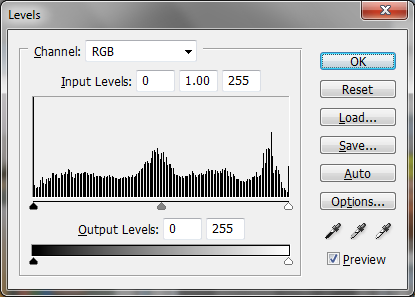 Levels
Channel: RGB
Input Levels: 0 1.00 255
Output Levels: 0 255
OK
Reset
Load...
Save...
Auto
Options...
Preview